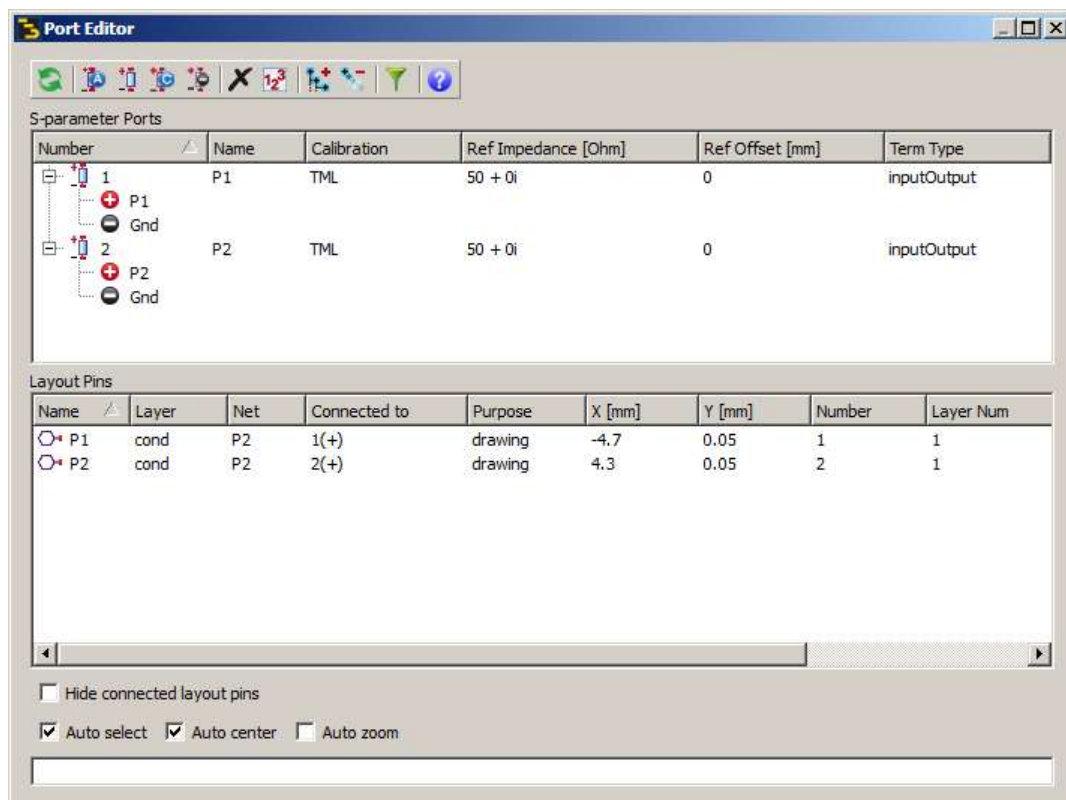 Port Editor
S-parameter Ports
Number Name Calibration Ref Impedance [Ohm] Ref Offset [mm] Term Type
1 P1 TML 50 + 0i 0 inputOutput
P1
Gnd
2 P2 TML 50 + 0i 0 inputOutput
P2
Gnd
Layout Pins
Name Layer Net Connected to Purpose X [mm] Y [mm] Number Layer Num
P1 cond P2 1(+) drawing -4.7 0.05 1 1
P2 cond P2 2(+) drawing 4.3 0.05 2 1
Hide connected layout pins
Auto select Auto center Auto zoom